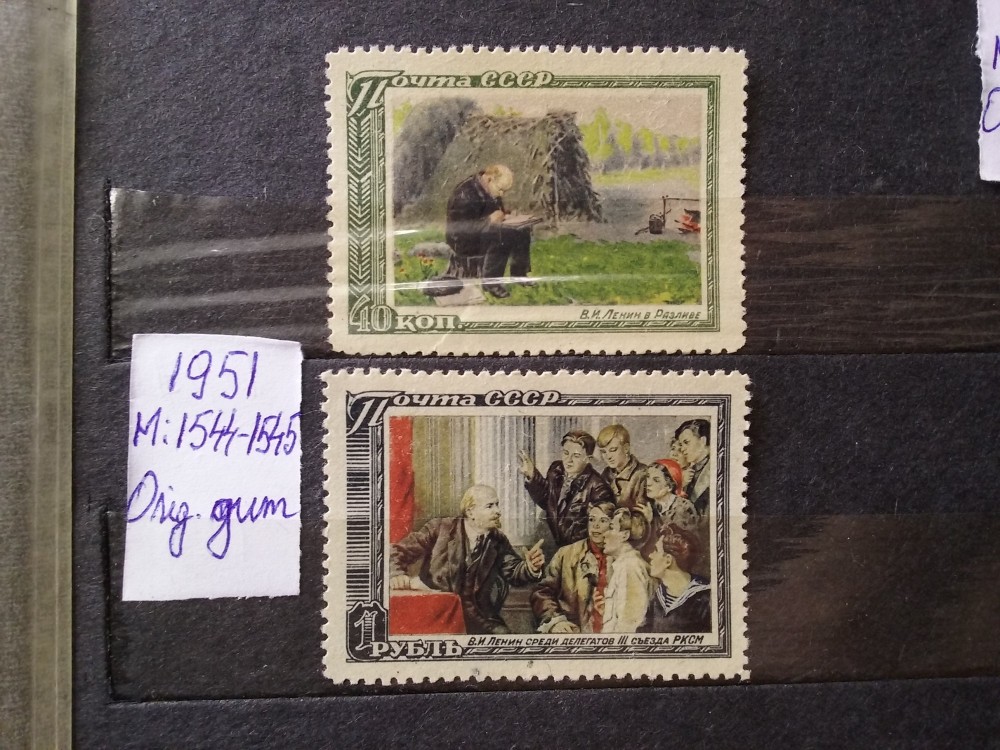 Почта СССР
40 коп.
В.И. Ленин в Разливе
1951
M:1544-1545
Orig. gum
Почта СССР
1 рубль
В.И. Ленин среди делегатов III съезда РКСМ